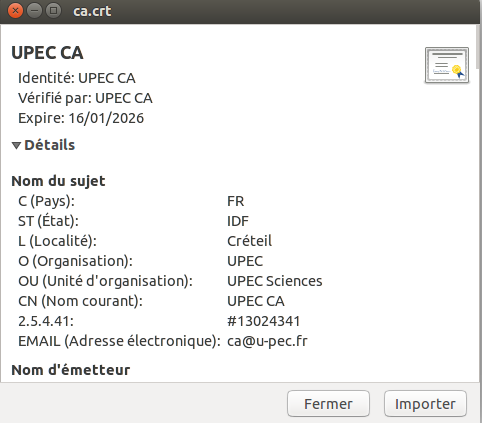 ca.crt
UPEC CA
Identité: UPEC CA
Vérifié par: UPEC CA
Expire: 16/01/2026
Détails
Nom du sujet
C (Pays): FR
ST (État): IDF
L (Localité): Créteil
O (Organisation): UPEC
OU (Unité d'organisation): UPEC Sciences
CN (Nom courant): UPEC CA
2.5.4.41: #13024341
EMAIL (Adresse électronique): ca@u-pec.fr
Nom d'émetteur
Fermer Importer